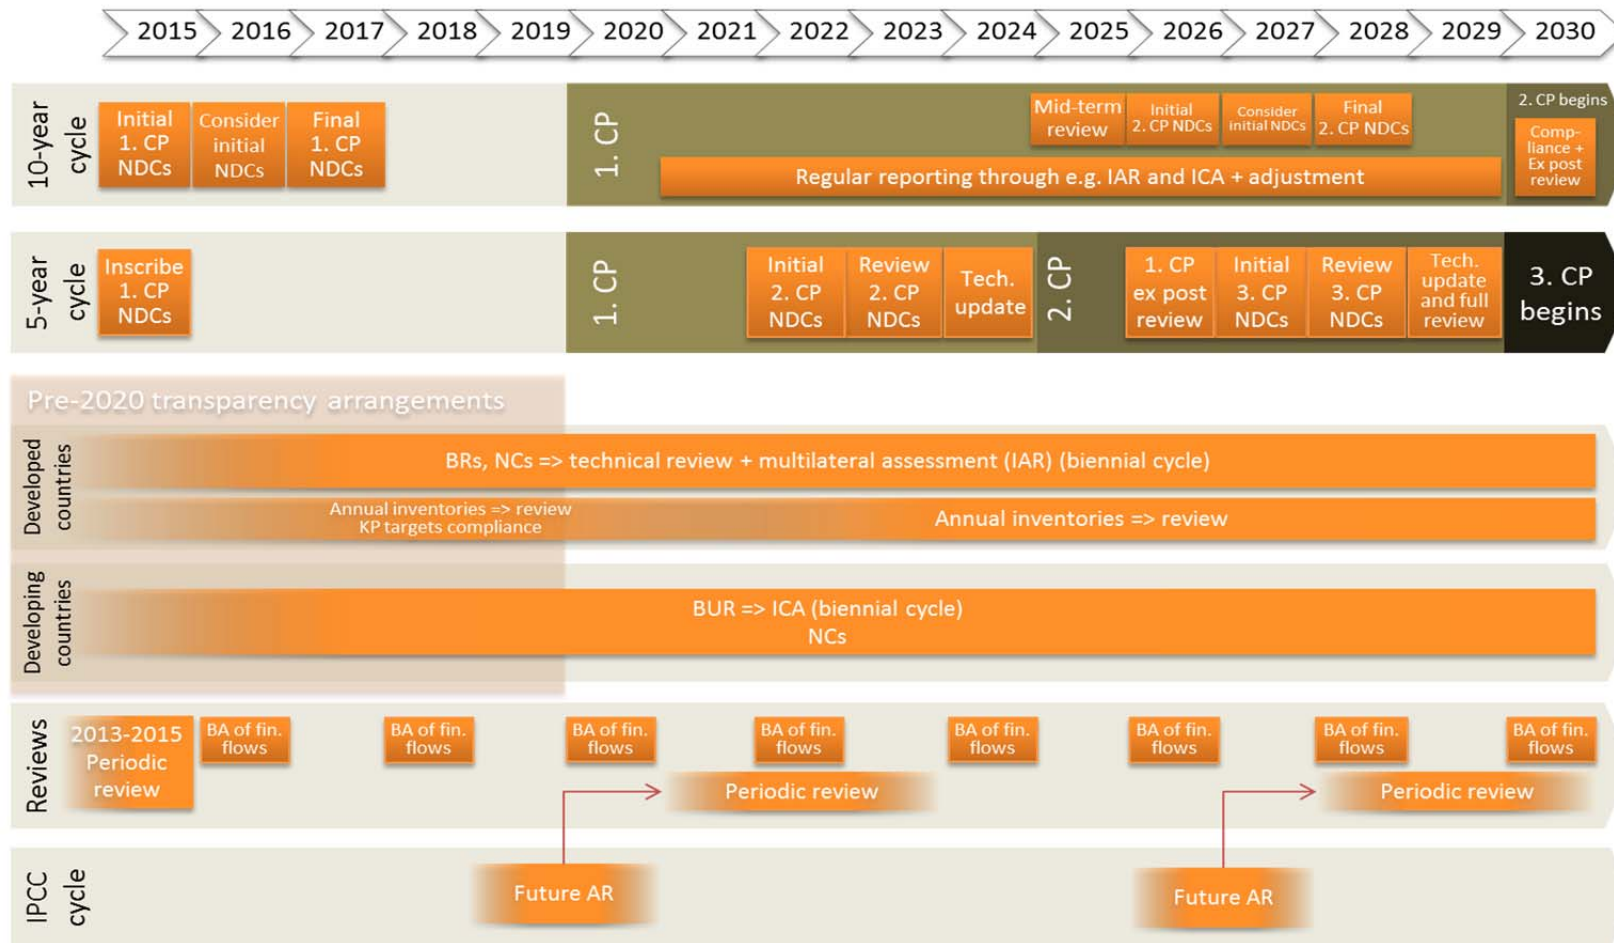 2015 2016 2017 2018 2019 2020 2021 2022 2023 2024 2025 2026 2027 2028 2029 2030
10-year
cycle
Initial
1. CP
NDCs
Consider
initial
NDCs
Final
1. CP
NDCs
1. CP
Mid-term
review
Initial
2. CP NDCs
Consider
initial NDCs
Final
2. CP NDCs
Regular reporting through e.g. IAR and ICA + adjustment
2. CP begins
Comp-
liance +
Ex post
review
5-year
cycle
Inscribe
1. CP
NDCs
1. CP
Initial
2. CP
NDCs
Review
2. CP
NDCs
Tech.
update
2. CP
1. CP
ex post
review
Initial
3. CP
NDCs
Review
3. CP
NDCs
Tech.
update
and full
review
3. CP
begins
Pre-2020 transparency arrangements
Developed
countries
BRs, NCs => technical review + multilateral assessment (IAR) (biennial cycle)
Annual inventories => review
KP targets compliance
Annual inventories => review
Developing
countries
BUR => ICA (biennial cycle)
NCs
Reviews
2013-2015
Periodic
review
BA of fin.
flows
BA of fin.
flows
BA of fin.
flows
BA of fin.
flows
BA of fin.
flows
BA of fin.
flows
BA of fin.
flows
BA of fin.
flows
Periodic review
Periodic review
IPCC
cycle
Future AR
Future AR